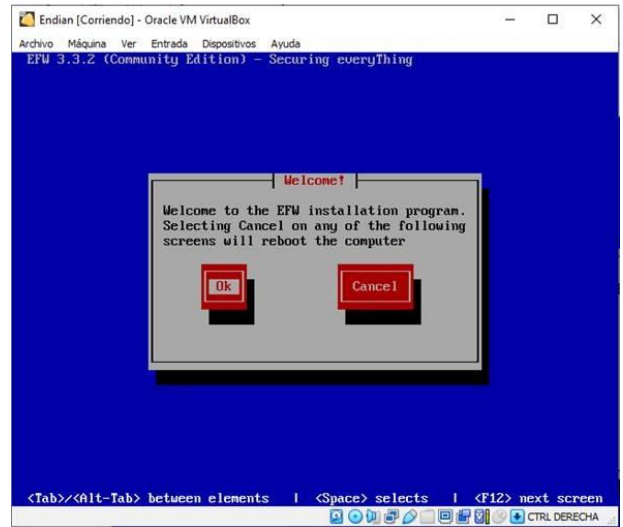 Endian [Corriendo] - Oracle VM VirtualBox
Archivo Máquina Ver Entrada Dispositivos Ayuda
EFW 3.3.2 (Community Edition) - Securing everyThing
Welcome!
Welcome to the EFW installation program.
Selecting Cancel on any of the following
screens will reboot the computer
Ok Cancel
<Tab>/<Alt-Tab> between elements | <Space> selects | <F12> next screen
CTRL DERECHA